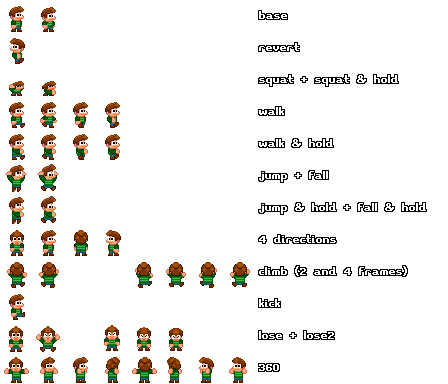 base
revert
squat + squat & hold
walk
walk & hold
jump + fall
jump & hold + fall & hold
4 directions
climb (2 and 4 frames)
kick
lose + lose2
360